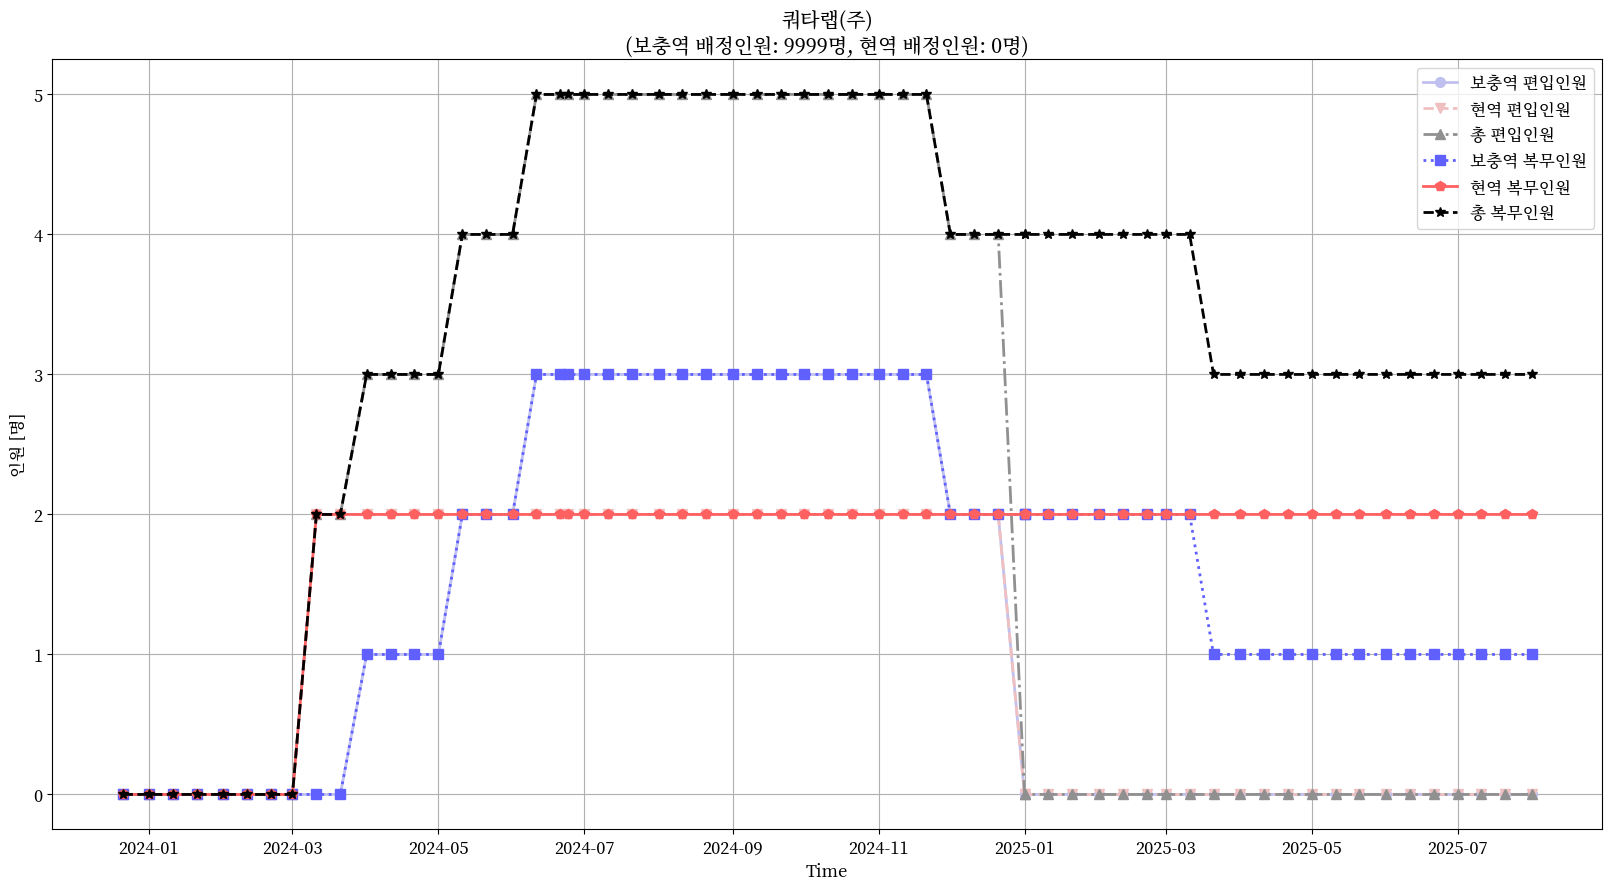 쿼타랩(주)
(보충역 배정인원: 9999명, 현역 배정인원: 0명)
보충역 편입인원
현역 편입인원
총 편입인원
보충역 복무인원
현역 복무인원
총 복무인원
인원 [명]
5
4
3
2
1
0
2024-01 2024-03 2024-05 2024-07 2024-09 2024-11 2025-01 2025-03 2025-05 2025-07
Time